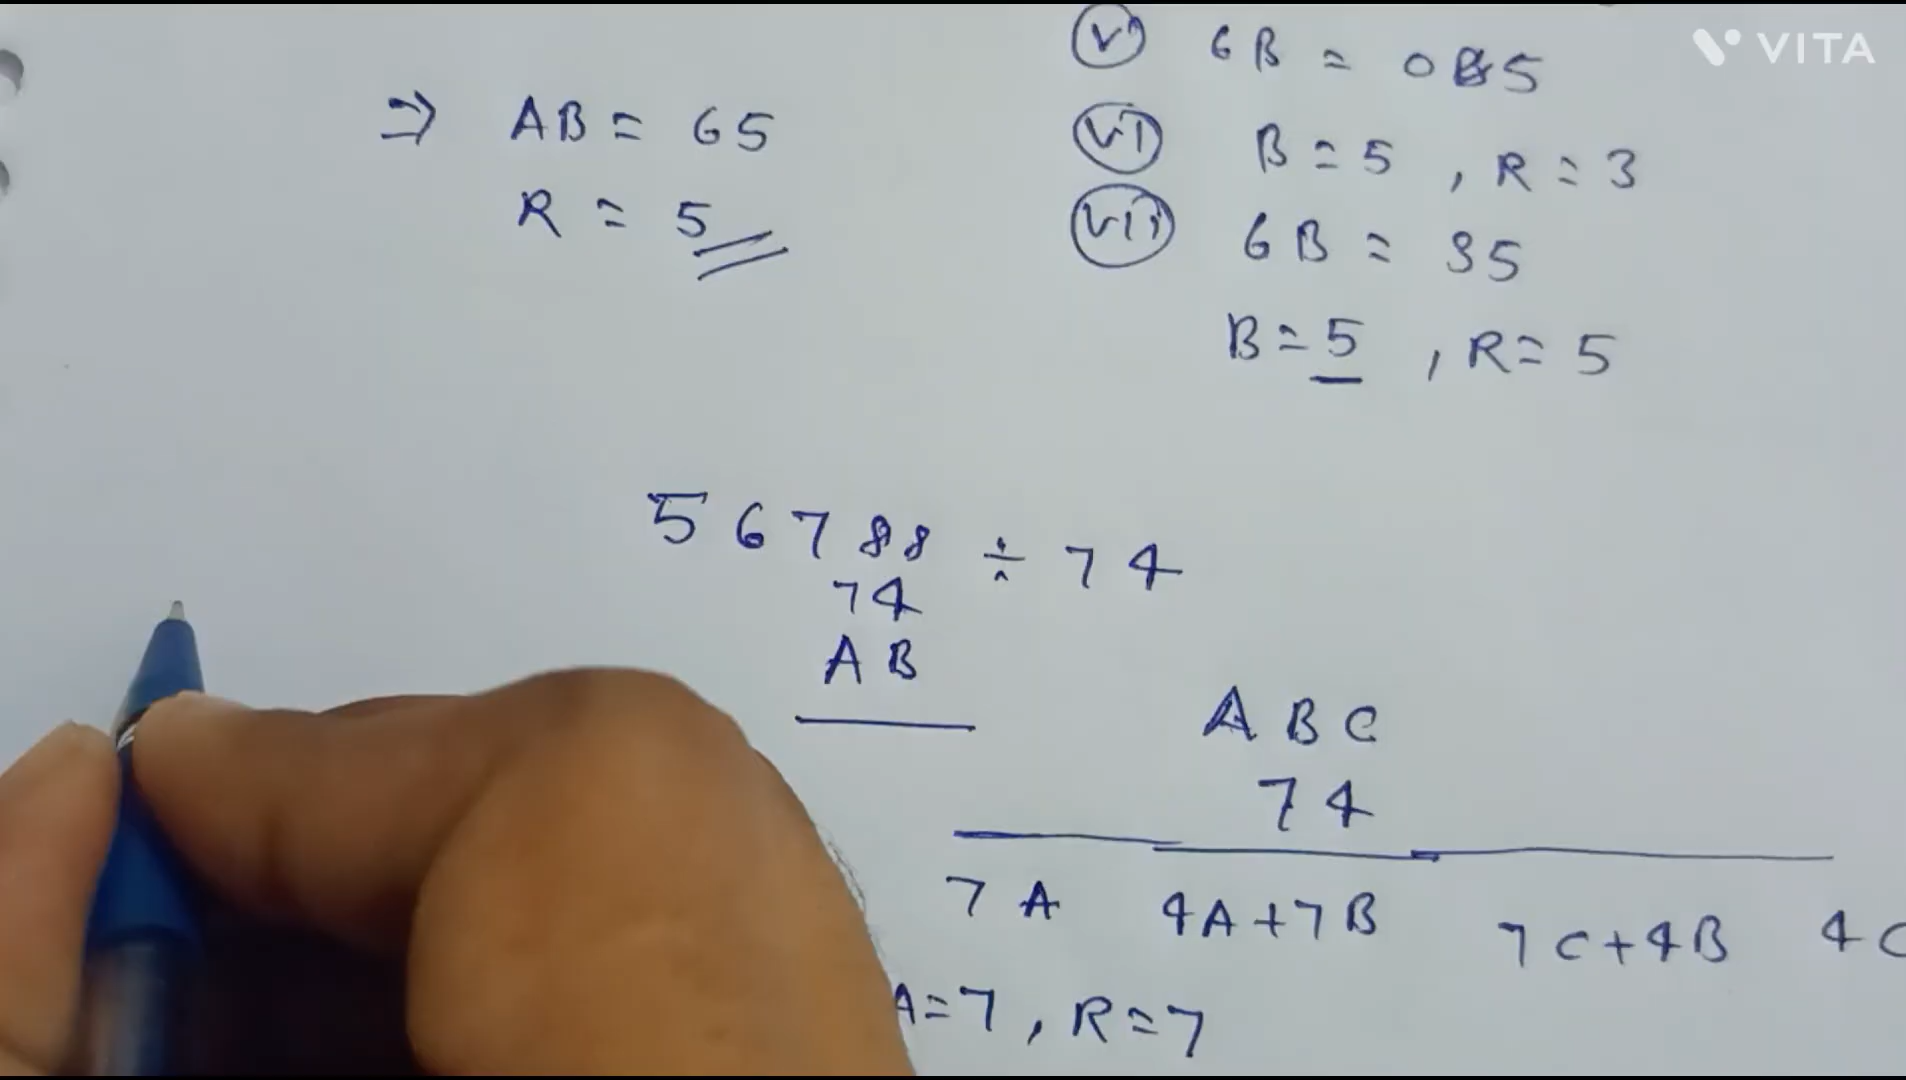 VITA
⇒ AB = 65
R = 5
(V) 6B = 5
(VI) B = 5 , R = 3
(VII) 6B = 35
B = 5 , R = 5
56788 ÷ 74
74
AB
ABC
74
7A 4A+7B 7C+4B 4C
A=7 , R=7